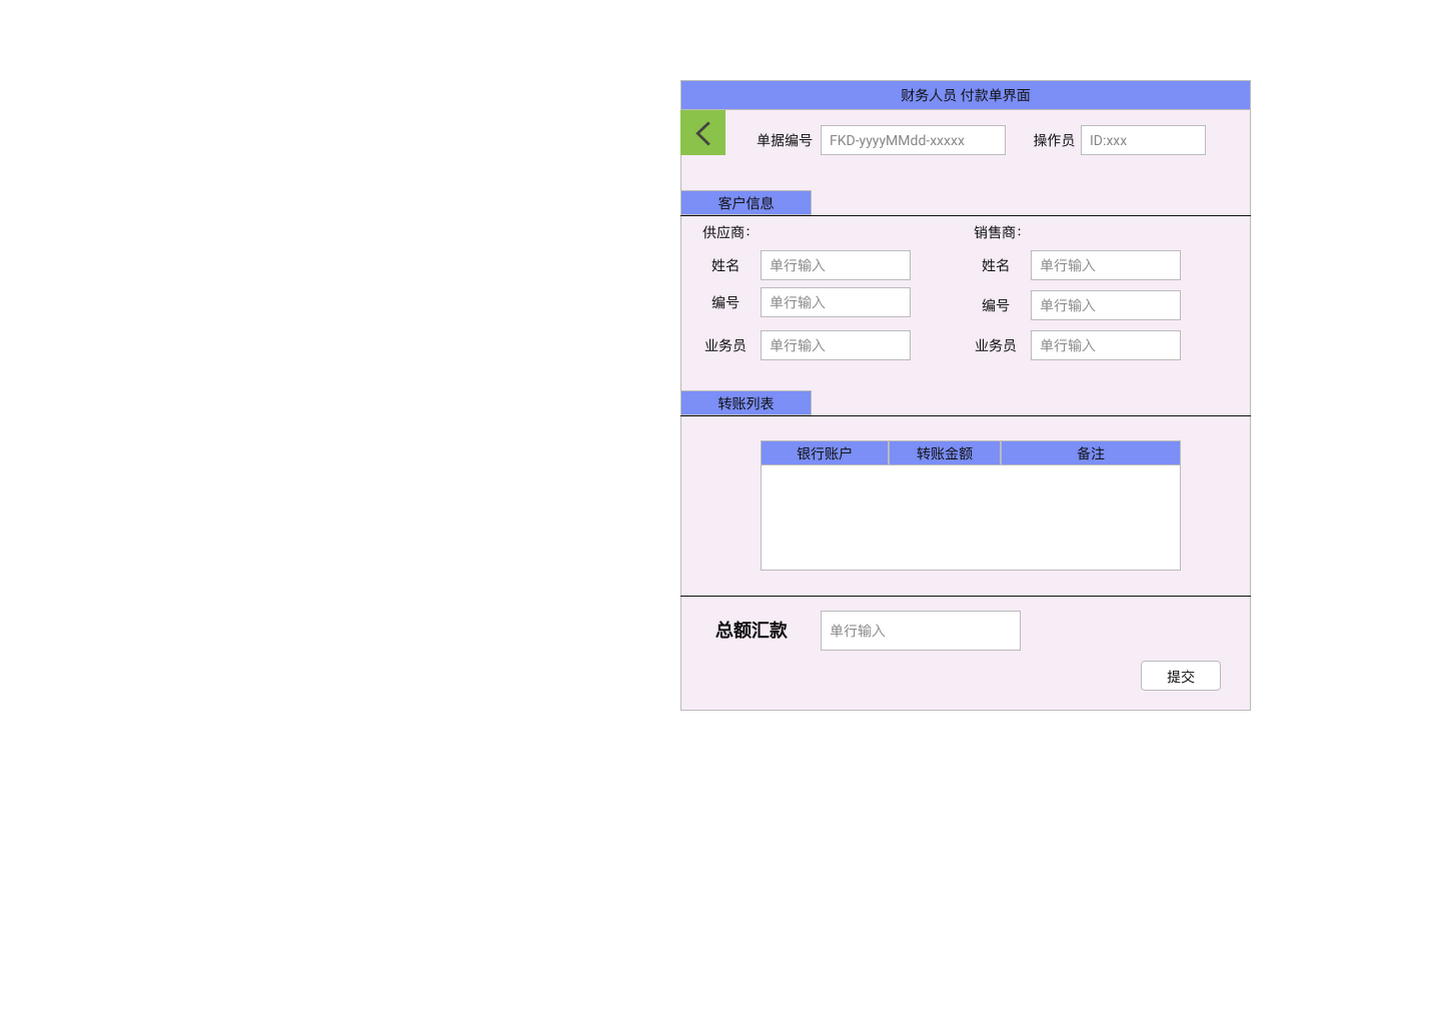 财务人员 付款单界面
单据编号 FKD-yyyyMMdd-xxxxx 操作员 ID:xxx
客户信息
供应商： 销售商：
姓名 单行输入 姓名 单行输入
编号 单行输入 编号 单行输入
业务员 单行输入 业务员 单行输入
转账列表
银行账户 转账金额 备注
总额汇款 单行输入
提交